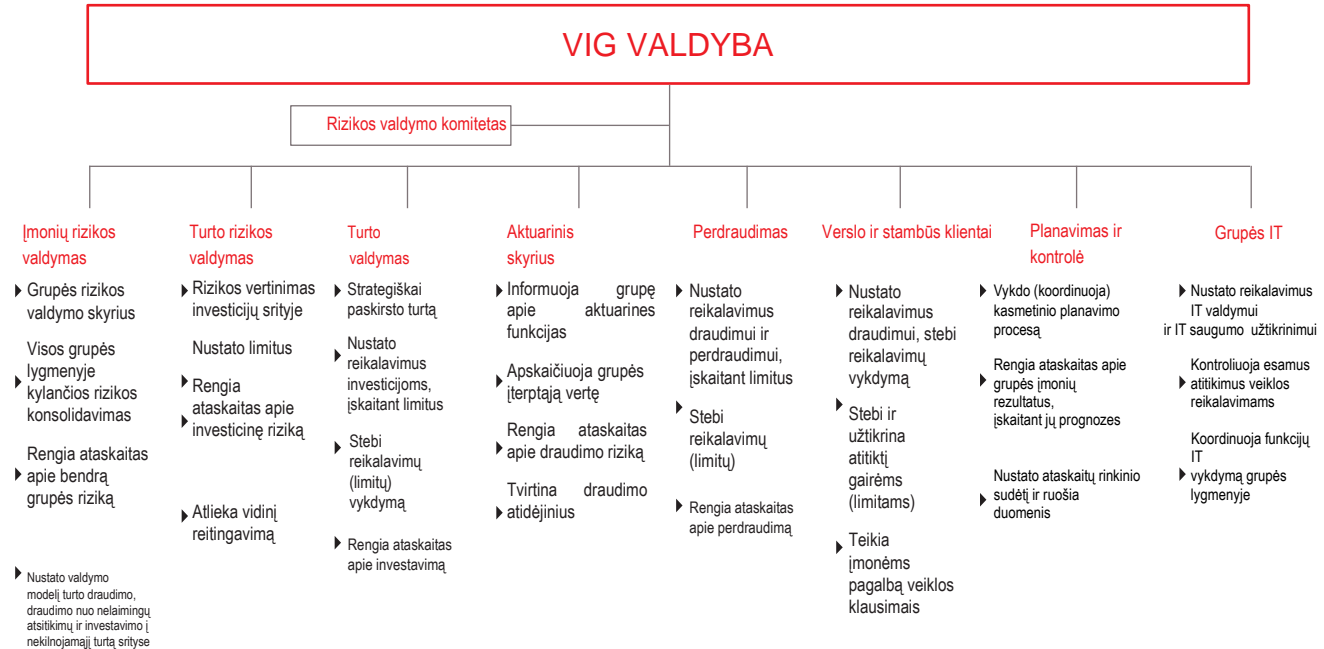 VIG VALDYBA
Rizikos valdymo komitetas
Įmonių rizikos
valdymas
Grupės rizikos
valdymo skyrius
Visos grupės
lygmenyje
kylančios rizikos
konsolidavimas
Rengia ataskaitas
apie bendrą
grupės riziką
Nustato valdymo
modelį turto draudimo,
draudimo nuo nelaimingų
atsitikimų ir investavimo į
nekilnojamąjį turtą srityse
Turto rizikos
valdymas
Rizikos vertinimas
investicijų srityje
Nustato limitus
Rengia
ataskaitas apie
investicinę riziką
Atlieka vidinį
reitingavimą
Turto
valdymas
Strategiškai
paskirsto turtą
Nustato
reikalavimus
investicijoms,
įskaitant limitus
Stebi
reikalavimų
(limitų)
vykdymą
Rengia ataskaitas
apie investavimą
Aktuarinis
skyrius
Informuoja grupę
apie aktuarines
funkcijas
Apskaičiuoja grupės
įterptąją vertę
Rengia ataskaitas
apie draudimo riziką
Tvirtina draudimo
atidėjinius
Perdraudimas
Nustato
reikalavimus
draudimui ir
perdraudimui,
įskaitant limitus
Stebi
reikalavimų
(limitų)
Rengia ataskaitas
apie perdraudimą
Verslo ir stambūs klientai
Nustato
reikalavimus
draudimui, stebi
reikalavimų
vykdymą
Stebi ir
užtikrina
atitiktį
gairėms
(limitams)
Teikia
įmonėms
pagalbą veiklos
klausimais
Planavimas ir
kontrolė
Vykdo (koordinuoja)
kasmetinio planavimo
procesą
Rengia ataskaitas apie
grupės įmonių
rezultatus,
įskaitant jų prognozes
Nustato ataskaitų rinkinio
sudėtį ir ruošia
duomenis
Grupės IT
Nustato reikalavimus
IT valdymui
ir IT saugumo užtikrinimui
Kontroliuoja esamus
atitikimus veiklos
reikalavimams
Koordinuoja funkcijų
IT
vykdymą grupės
lygmenyje